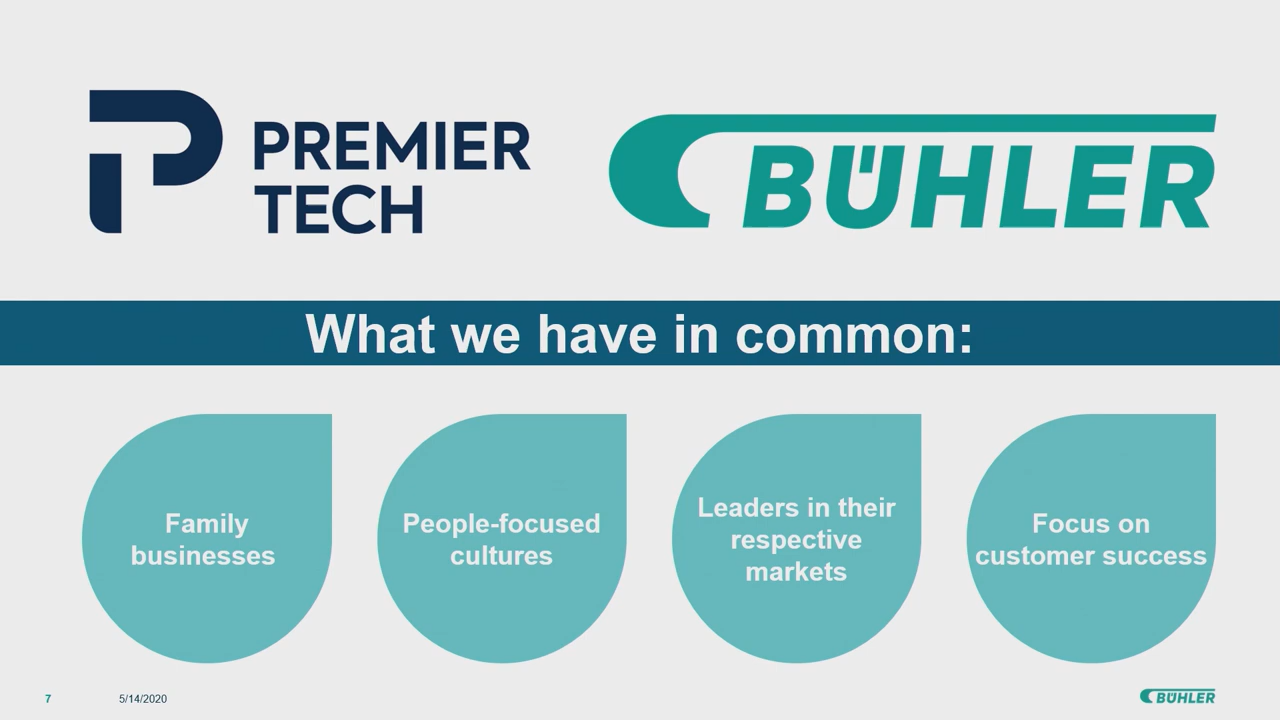 PREMIER
TECH
BÜHLER
What we have in common:
Family
businesses
People-focused
cultures
Leaders in their
respective
markets
Focus on
customer success
7
5/14/2020
BÜHLER